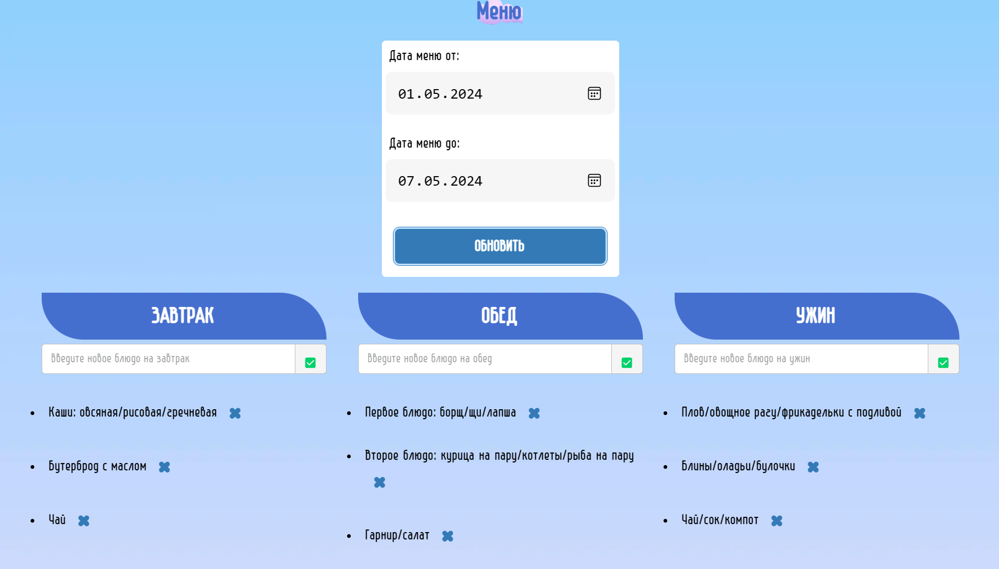 Меню
Дата меню от:
01.05.2024
Дата меню до:
07.05.2024
ОБНОВИТЬ
ЗАВТРАК
Введите новое блюдо на завтрак
Каши: овсяная/рисовая/гречневая
Бутерброд с маслом
Чай
ОБЕД
Введите новое блюдо на обед
Первое блюдо: борщ/щи/лапша
Второе блюдо: курица на пару/котлеты/рыба на пару
Гарнир/салат
УЖИН
Введите новое блюдо на ужин
Плов/овощное рагу/фрикадельки с подливой
Блины/оладьи/булочки
Чай/сок/компот